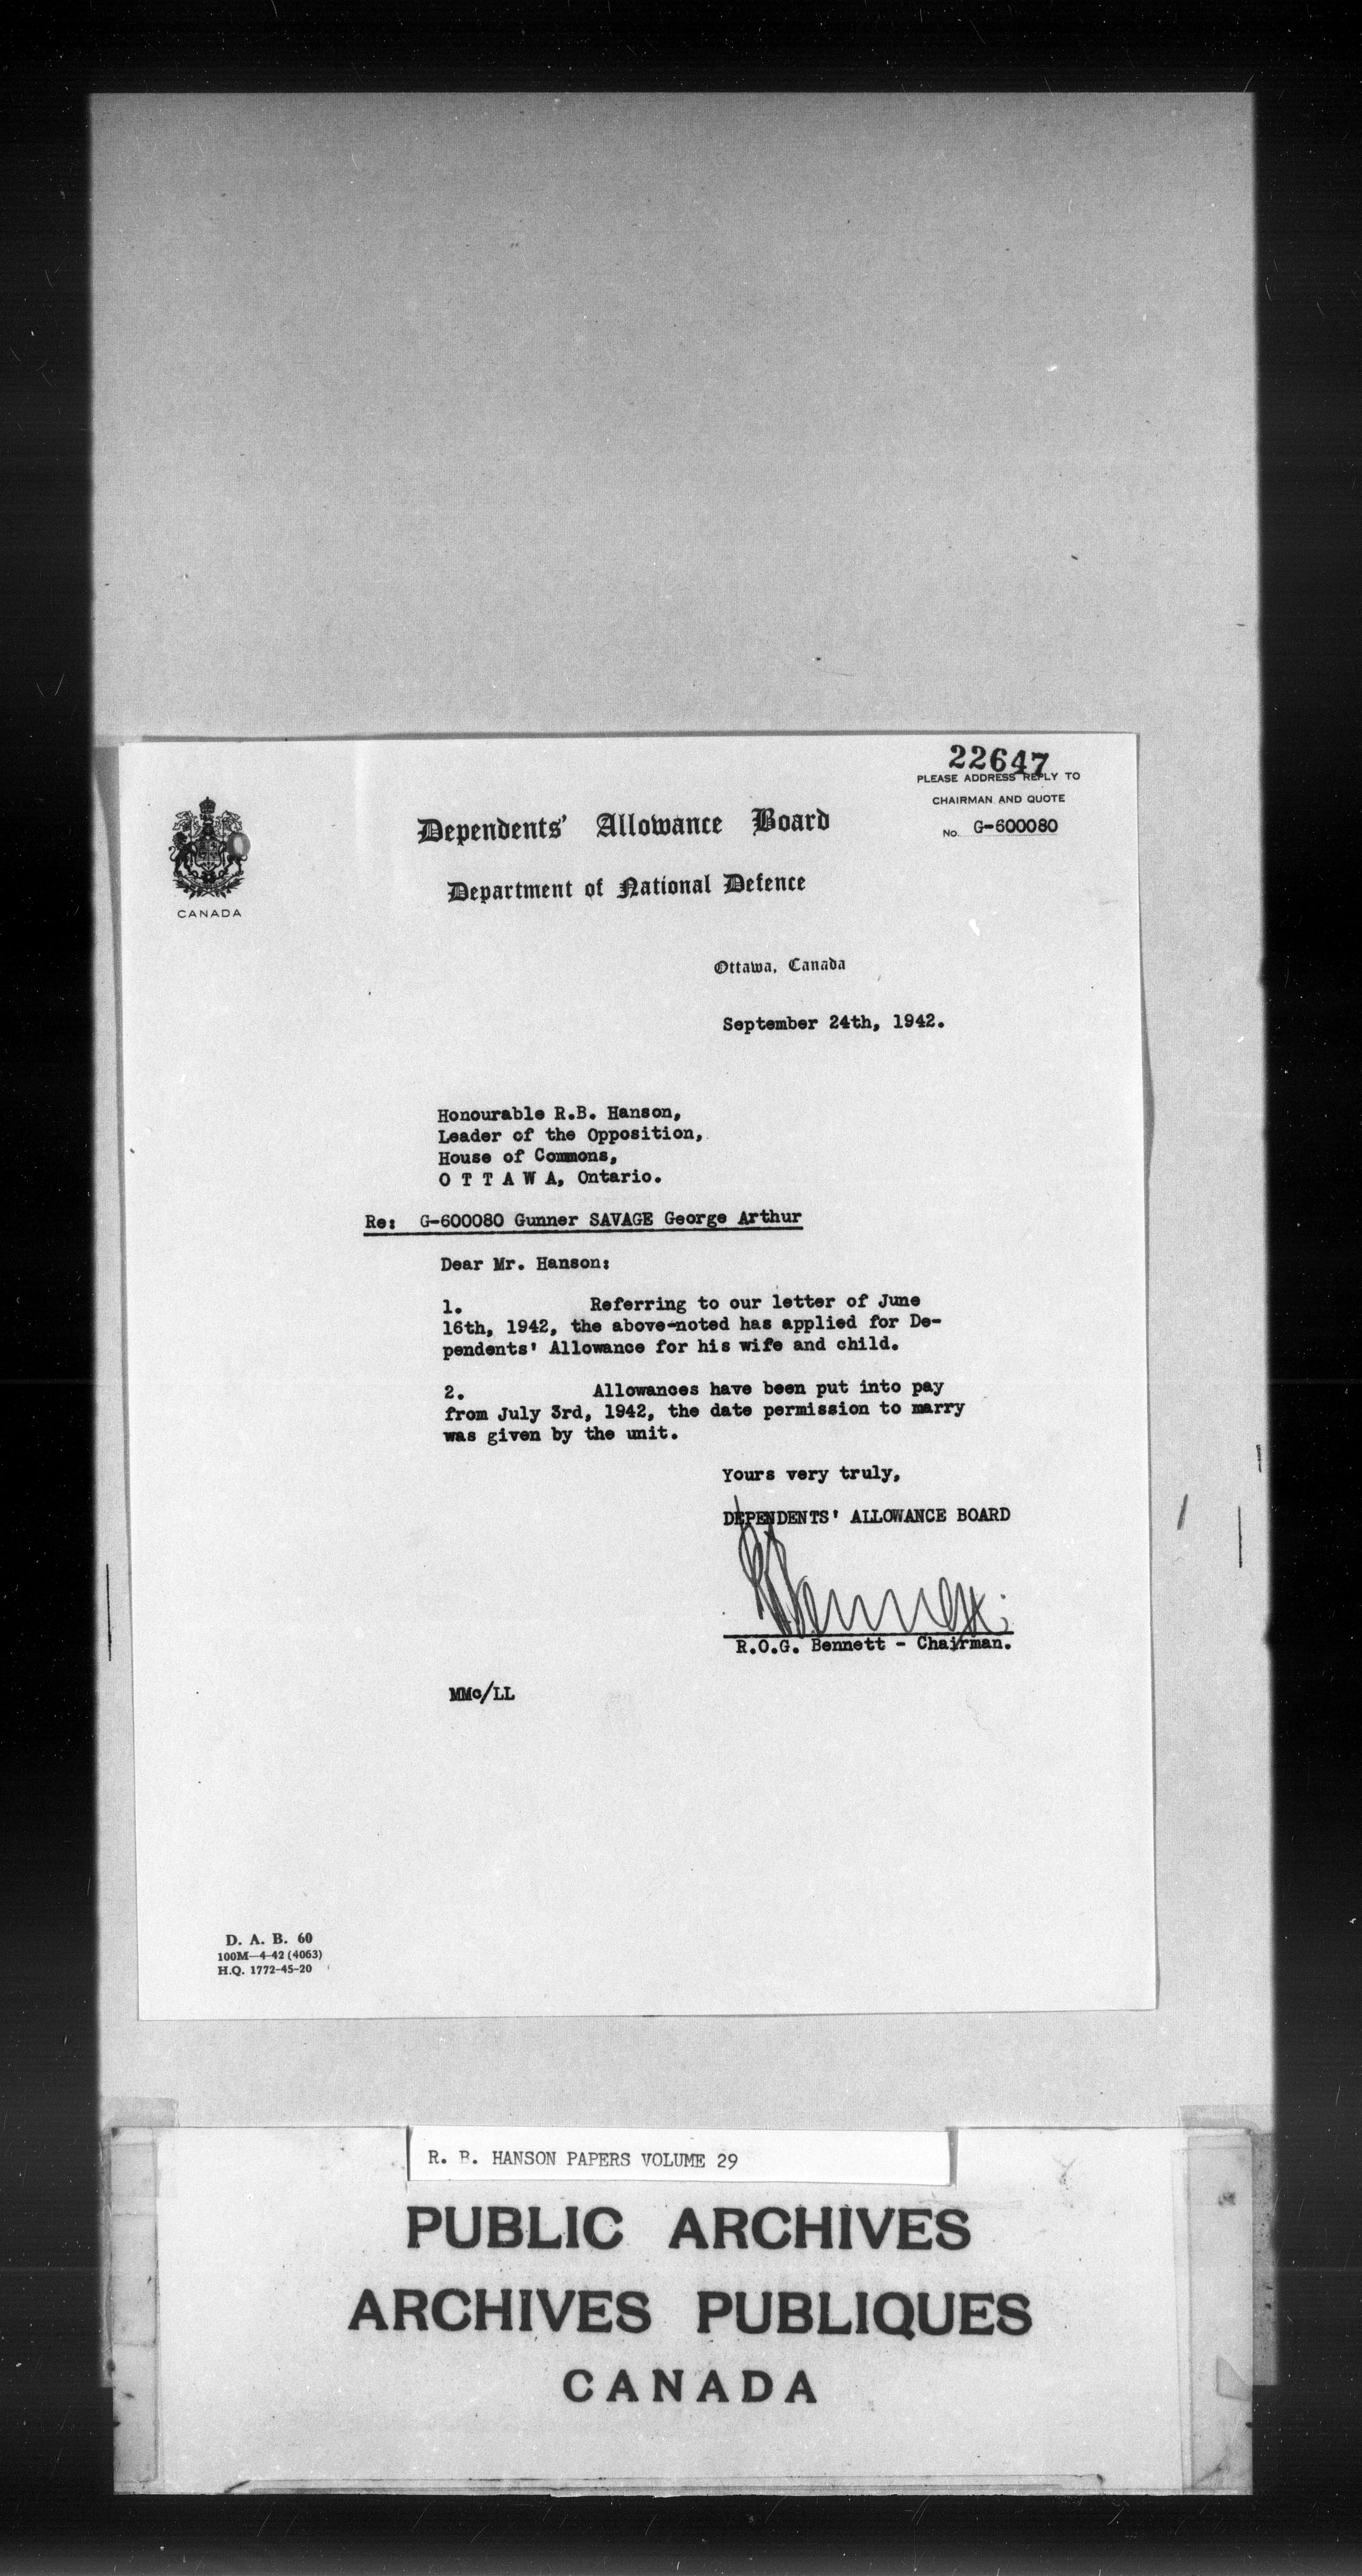 22647
PLEASE ADDRESS REPLY TO
CHAIRMAN AND QUOTE
No. G-600080
CANADA
Dependents' Allowance Board
Department of National Defence
Ottawa, Canada
September 24th, 1942.
Honourable R.B. Hanson,
Leader of the Opposition,
House of Commons,
O T T A W A, Ontario.
Re: G-600080 Gunner SAVAGE George Arthur
Dear Mr. Hanson:
1. Referring to our letter of June
16th, 1942, the above-noted has applied for De-
pendents' Allowance for his wife and child.
2. Allowances have been put into pay
from July 3rd, 1942, the date permission to marry
was given by the unit.
Yours very truly,
DEPENDENTS' ALLOWANCE BOARD
R.O.G. Bennett - Chairman.
MMc/LL
D. A. B. 60
100M—4-42 (4063)
H.Q. 1772-45-20
R. B. HANSON PAPERS VOLUME 29
PUBLIC ARCHIVES
ARCHIVES PUBLIQUES
CANADA